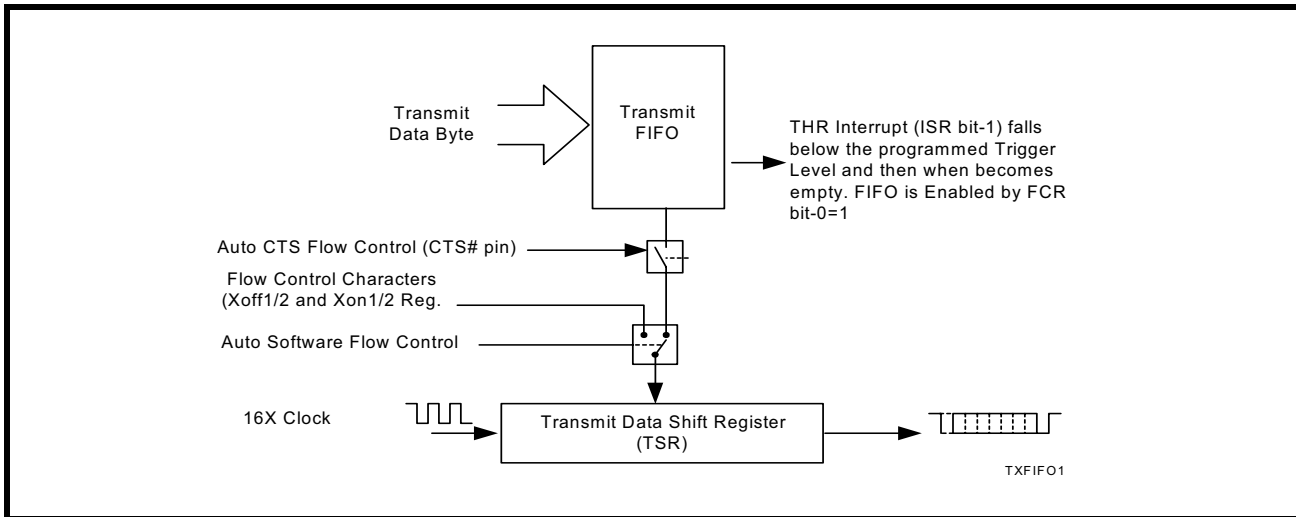 Transmit
FIFO
Transmit
Data Byte
THR Interrupt (ISR bit-1) falls
below the programmed Trigger
Level and then when becomes
empty. FIFO is Enabled by FCR
bit-0=1
Auto CTS Flow Control (CTS# pin)
Flow Control Characters
(Xoff1/2 and Xon1/2 Reg.
Auto Software Flow Control
16X Clock
Transmit Data Shift Register
(TSR)
TXFIFO1